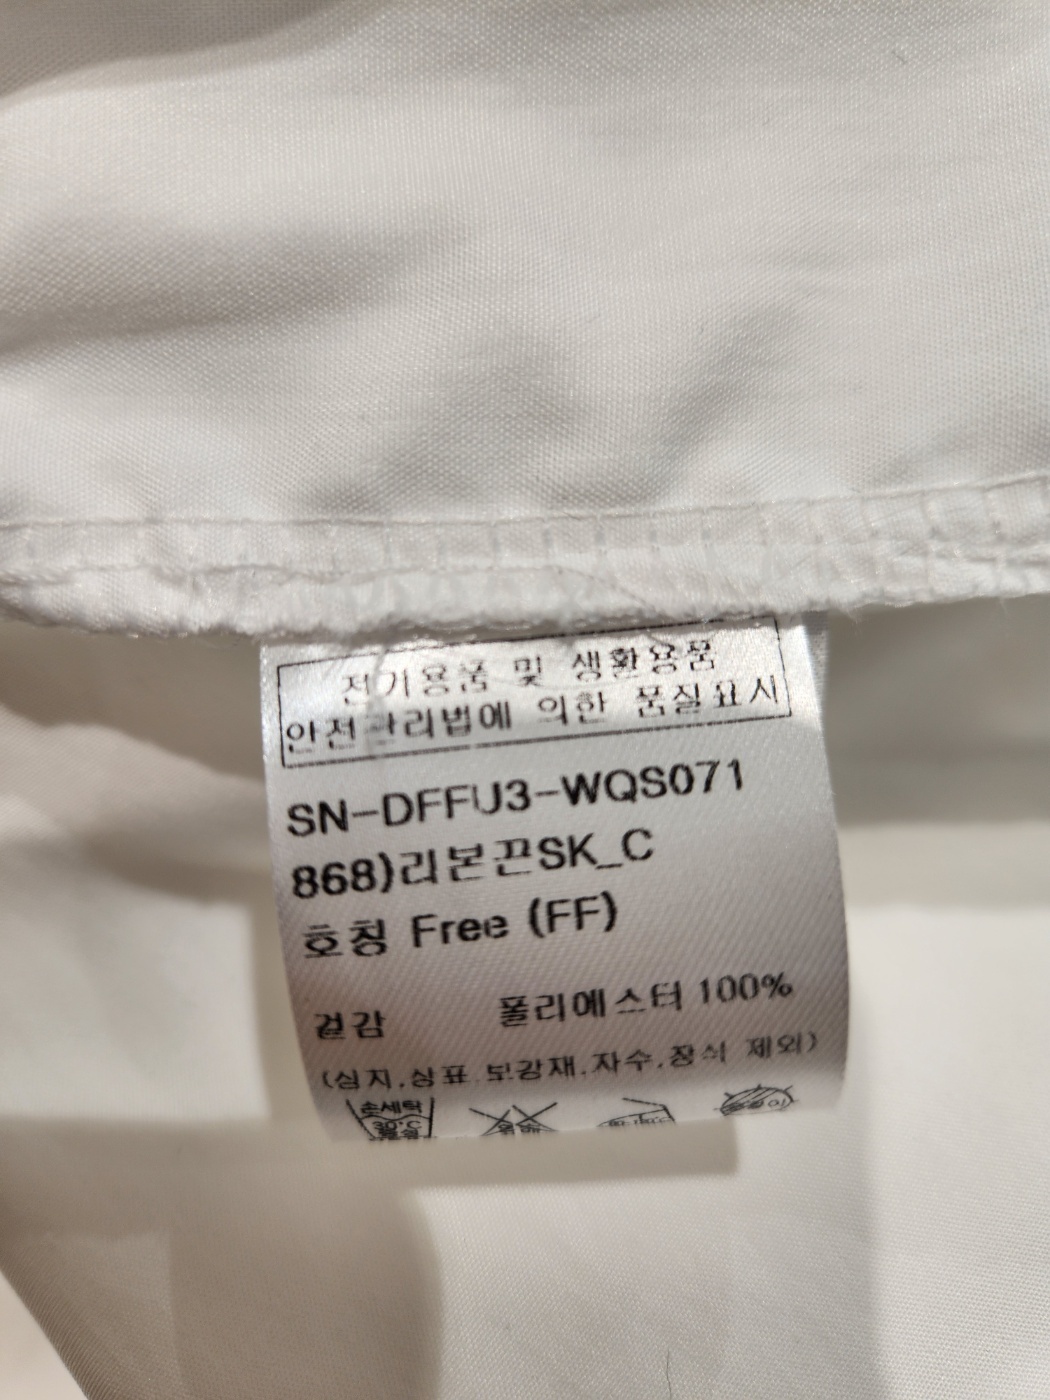 전기용품 및 생활용품
안전관리법에 의한 품질표시
SN-DFFU3-WQS071
868)리본끈SK_C
호칭 Free (FF)
겉감 폴리에스터 100%
(심지,상표,보강재,자수,장식 제외)
손세탁
30°C